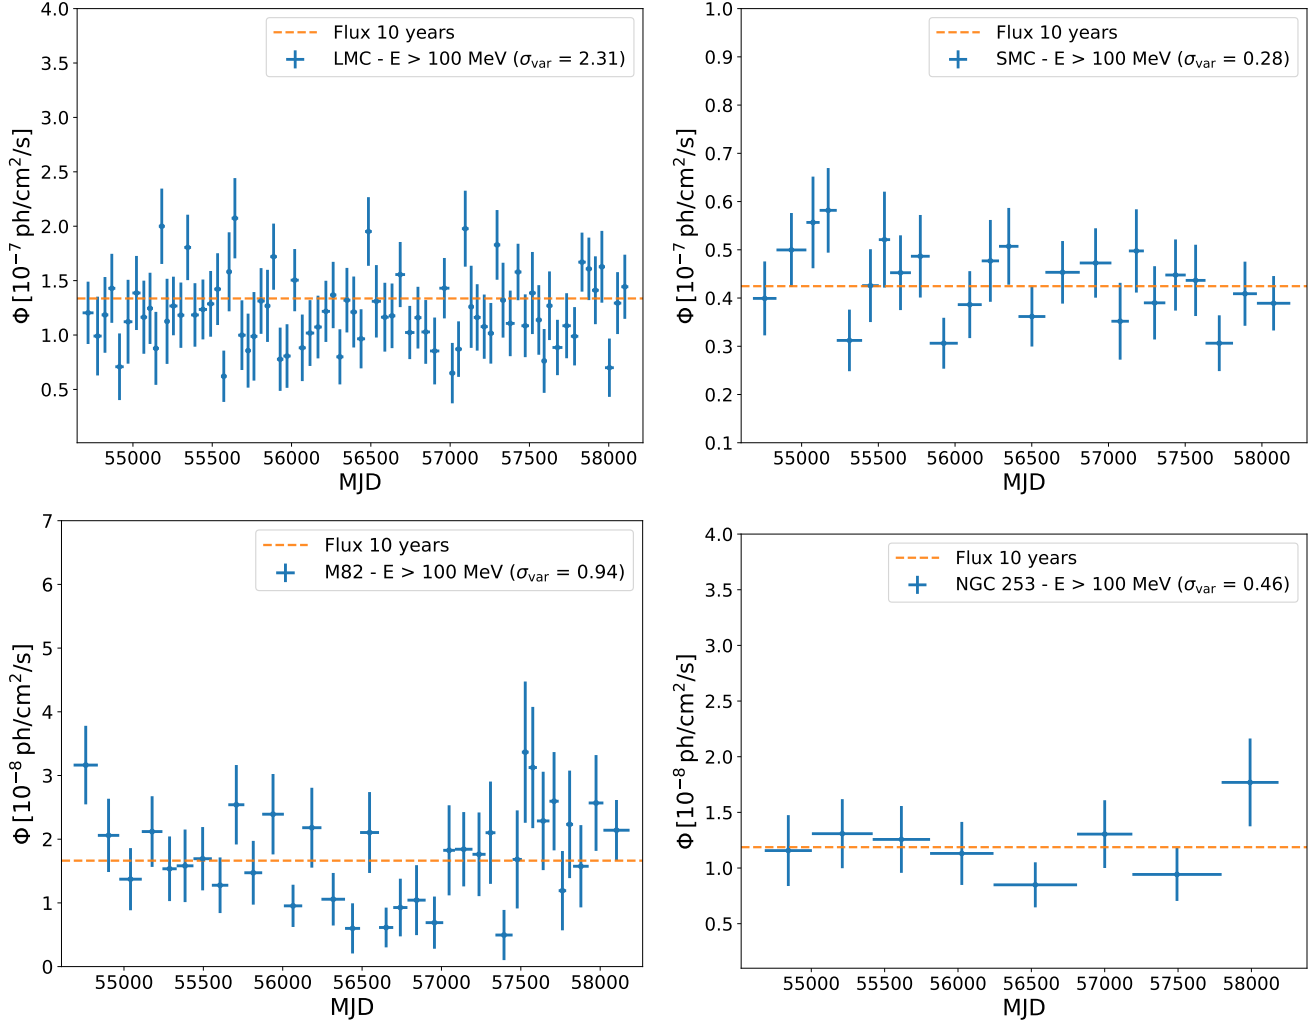 4.0
3.5
3.0
2.5
2.0
1.5
1.0
0.5
Φ [10⁻⁷ ph/cm²/s]
Flux 10 years
LMC - E > 100 MeV (σvar = 2.31)
55000 55500 56000 56500 57000 57500 58000
MJD
1.0
0.9
0.8
0.7
0.6
0.5
0.4
0.3
0.2
0.1
Φ [10⁻⁷ ph/cm²/s]
Flux 10 years
SMC - E > 100 MeV (σvar = 0.28)
55000 55500 56000 56500 57000 57500 58000
MJD
7
6
5
4
3
2
1
0
Φ [10⁻⁸ ph/cm²/s]
Flux 10 years
M82 - E > 100 MeV (σvar = 0.94)
55000 55500 56000 56500 57000 57500 58000
MJD
4.0
3.5
3.0
2.5
2.0
1.5
1.0
0.5
Φ [10⁻⁸ ph/cm²/s]
Flux 10 years
NGC 253 - E > 100 MeV (σvar = 0.46)
55000 55500 56000 56500 57000 57500 58000
MJD